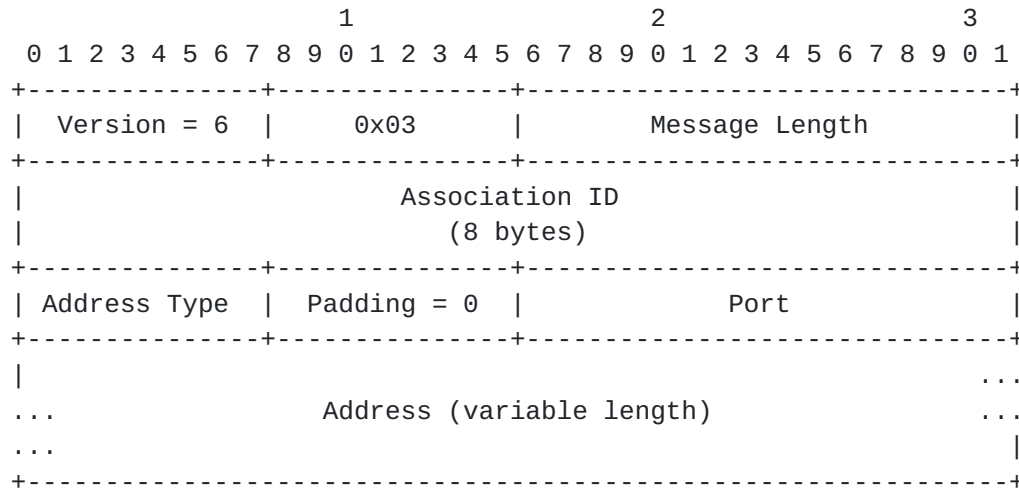 1                   2                   3
 0 1 2 3 4 5 6 7 8 9 0 1 2 3 4 5 6 7 8 9 0 1 2 3 4 5 6 7 8 9 0 1
+---------------+---------------+-------------------------------+
|  Version = 6  |     0x03      |        Message Length         |
+---------------+---------------+-------------------------------+
|                        Association ID                         |
|                           (8 bytes)                           |
+---------------+---------------+-------------------------------+
| Address Type  |  Padding = 0  |             Port              |
+---------------+---------------+-------------------------------+
|                                                             ...
...                 Address (variable length)                 ...
...                                                             |
+---------------------------------------------------------------+